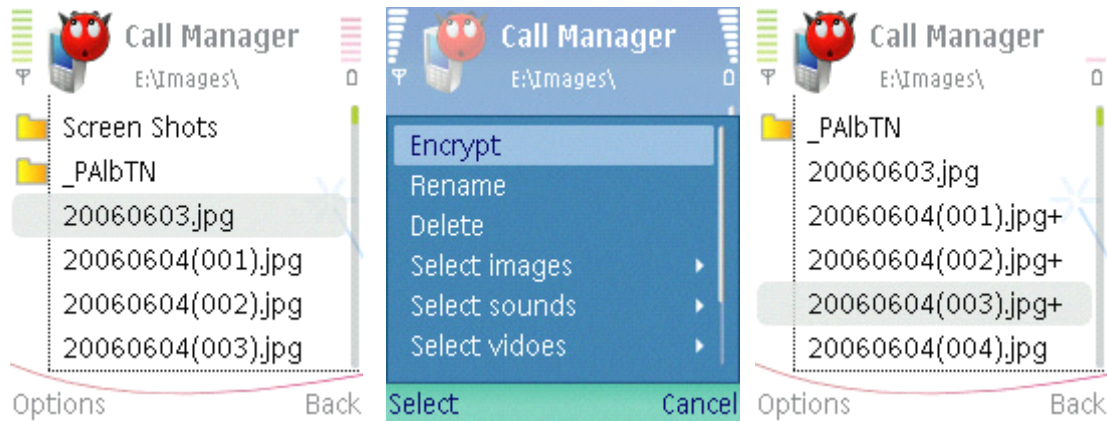 Call Manager
E:\Images\
Screen Shots
_PAlbTN
20060603.jpg
20060604(001).jpg
20060604(002).jpg
20060604(003).jpg
Options Back
Call Manager
E:\Images\
Encrypt
Rename
Delete
Select images
Select sounds
Select vidoes
Select Cancel
Call Manager
E:\Images\
_PAlbTN
20060603.jpg
20060604(001).jpg+
20060604(002).jpg+
20060604(003).jpg+
20060604(004).jpg
Options Back